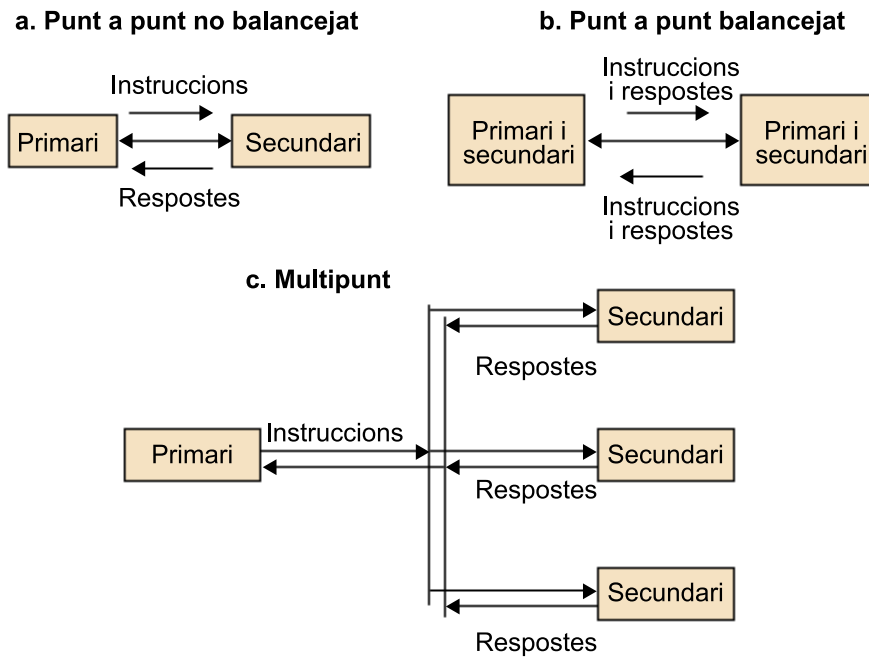 a. Punt a punt no balancejat
Instruccions
Primari
Secundari
Respostes
b. Punt a punt balancejat
Instruccions
i respostes
Primari i
secundari
Primari i
secundari
Instruccions
i respostes
c. Multipunt
Secundari
Respostes
Primari
Instruccions
Secundari
Respostes
Secundari
Respostes